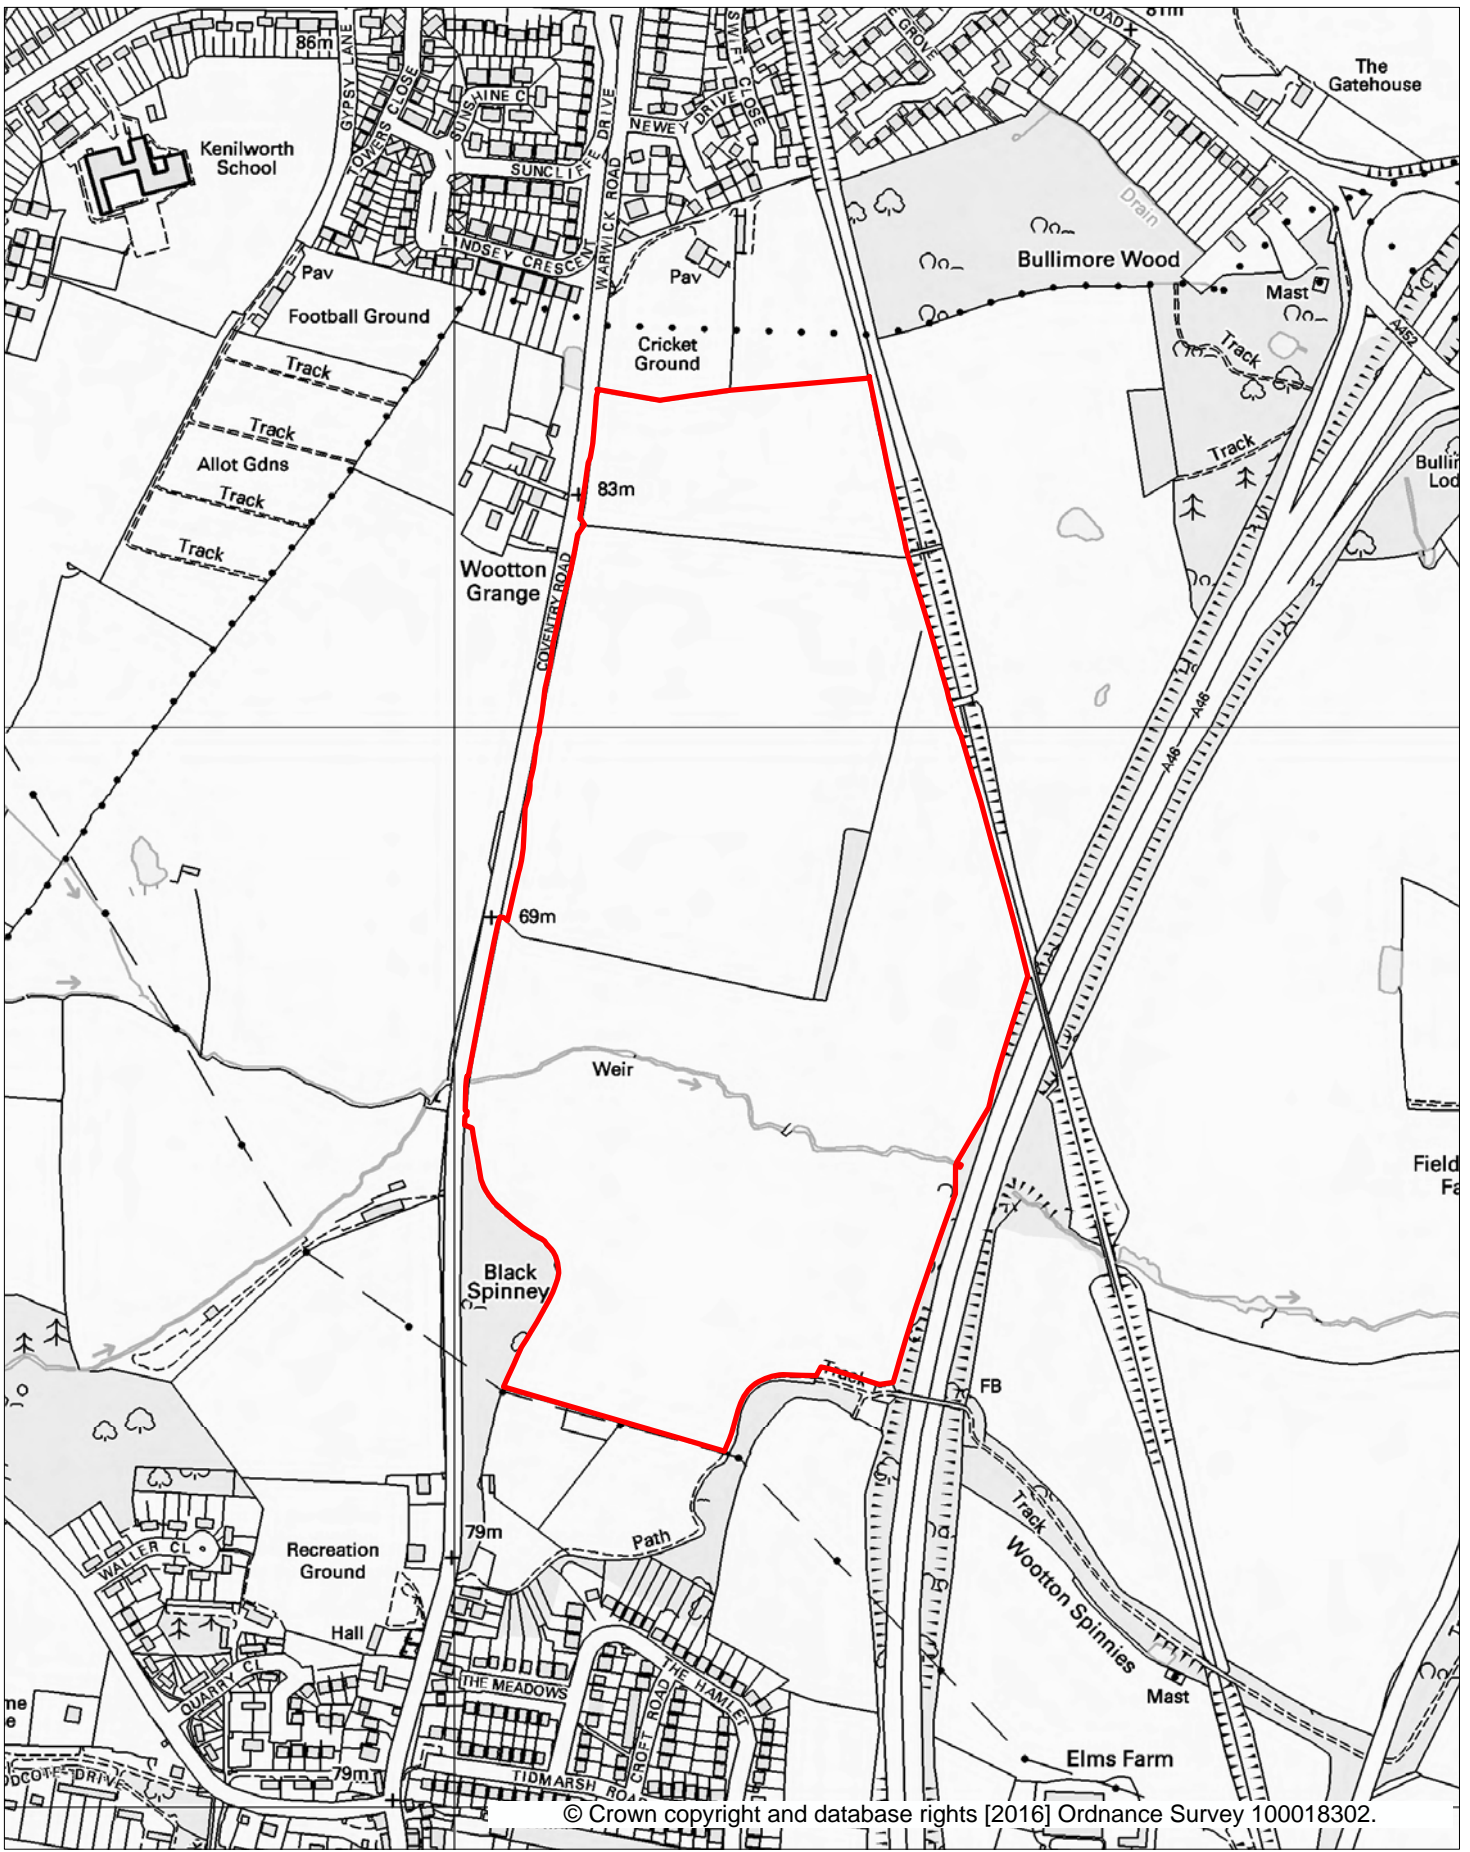 86m
GYPSY LANE
TOWERS CLOSE
SUNCLIFFE DRIVE
NEWEY DRIVE
SWIFT CLOSE
GROVE
ROAD
81m
The
Gatehouse
Kenilworth
School
WARWICK ROAD
Drain
Pav
Pav
Bullimore Wood
Mast
A452
Football Ground
Cricket
Ground
Track
Track
Track
Track
Allot Gdns
Track
Track
83m
Wootton
Grange
COVENTRY ROAD
A46
A46
69m
Weir
Black
Spinney
Track
FB
Track
79m
Path
Recreation
Ground
WALLER CL
Hall
Wootton Spinnies
QUARRY CL
THE MEADOWS
THE HAMLET
CROFT ROAD
Mast
79m
TIDMARSH ROAD
Elms Farm
© Crown copyright and database rights [2016] Ordnance Survey 100018302.